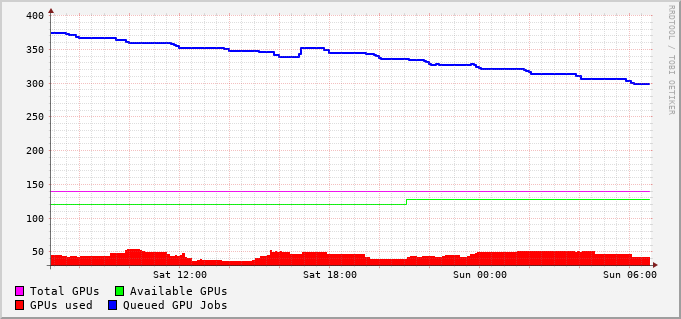 400
350
300
250
200
150
100
50
Sat 12:00 Sat 18:00 Sun 00:00 Sun 06:00
Total GPUs Available GPUs
GPUs used Queued GPU Jobs
RRDTOOL / TOBI OETIKER